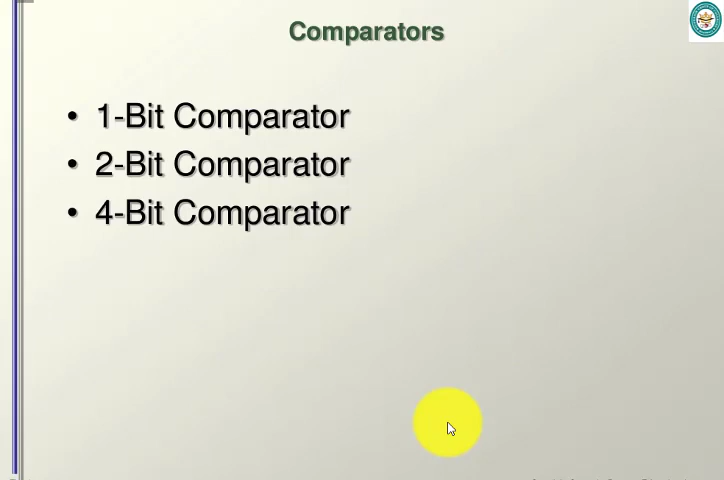 Comparators
• 1-Bit Comparator
• 2-Bit Comparator
• 4-Bit Comparator